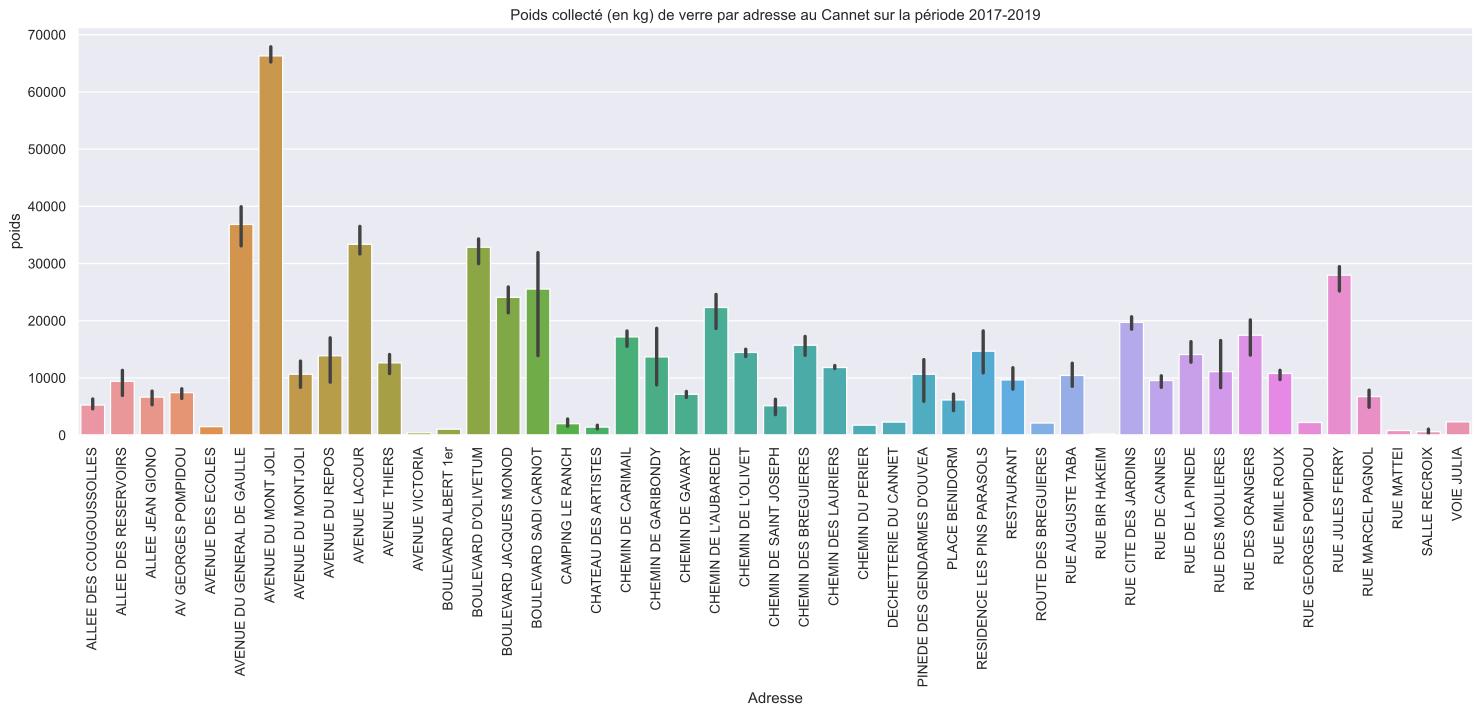 Poids collecté (en kg) de verre par adresse au Cannet sur la période 2017-2019
poids
70000
60000
50000
40000
30000
20000
10000
0
ALLEE DES COUGOUSSOLLES
ALLEE DES RESERVOIRS
ALLEE JEAN GIONO
AV GEORGES POMPIDOU
AVENUE DES ECOLES
AVENUE DU GENERAL DE GAULLE
AVENUE DU MONT JOLI
AVENUE DU MONTJOLI
AVENUE DU REPOS
AVENUE LACOUR
AVENUE THIERS
AVENUE VICTORIA
BOULEVARD ALBERT 1er
BOULEVARD D'OLIVETUM
BOULEVARD JACQUES MONOD
BOULEVARD SADI CARNOT
CAMPING LE RANCH
CHATEAU DES ARTISTES
CHEMIN DE CARIMAIL
CHEMIN DE GARIBONDY
CHEMIN DE GAVARY
CHEMIN DE L'AUBAREDE
CHEMIN DE L'OLIVET
CHEMIN DE SAINT JOSEPH
CHEMIN DES BREGUIERES
CHEMIN DES LAURIERS
CHEMIN DU PERIER
DECHETTERIE DU CANNET
PINEDE DES GENDARMES D'OUVEA
PLACE BENIDORM
RESIDENCE LES PINS PARASOLS
RESTAURANT
ROUTE DES BREGUIERES
RUE AUGUSTE TABA
RUE BIR HAKEIM
RUE CITE DES JARDINS
RUE DE CANNES
RUE DE LA PINEDE
RUE DES MOULIERES
RUE DES ORANGERS
RUE EMILE ROUX
RUE GEORGES POMPIDOU
RUE JULES FERRY
RUE MARCEL PAGNOL
RUE MATTEI
SALLE RECROIX
VOIE JULIA
Adresse